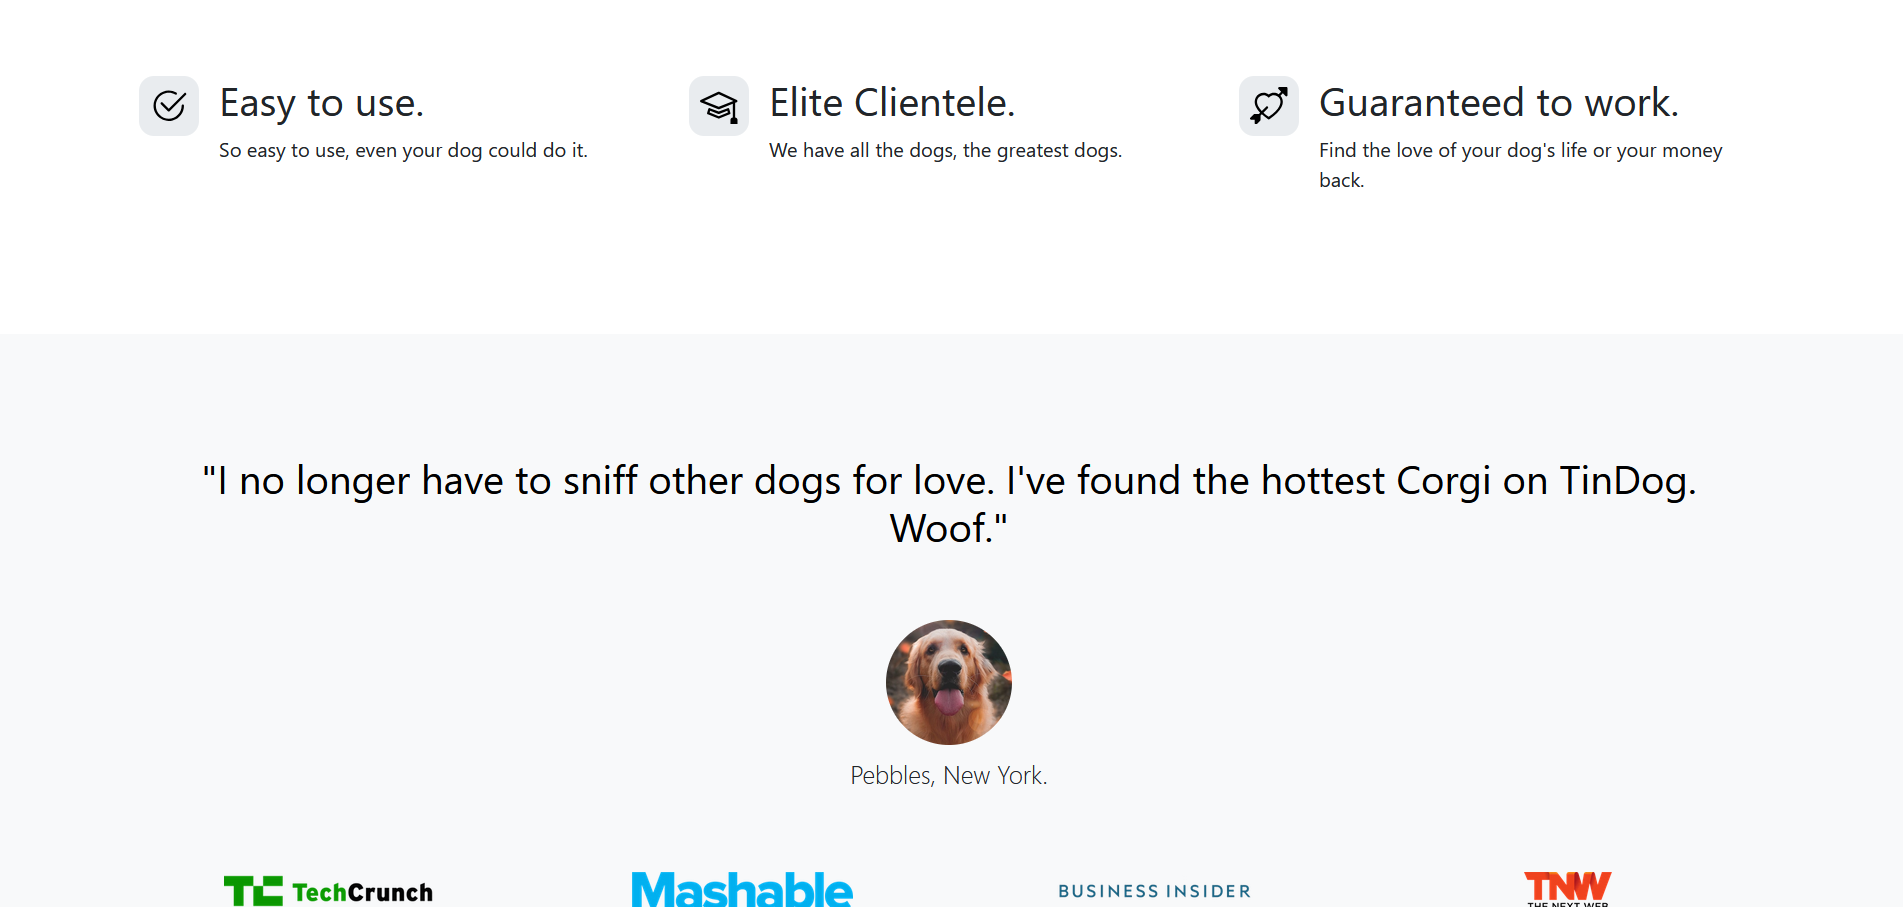 Easy to use.
So easy to use, even your dog could do it.
Elite Clientele.
We have all the dogs, the greatest dogs.
Guaranteed to work.
Find the love of your dog's life or your money
back.
"I no longer have to sniff other dogs for love. I've found the hottest Corgi on TinDog.
Woof."
Pebbles, New York.
TC TechCrunch
Mashable
BUSINESS INSIDER
TNW
THE NEXT WEB